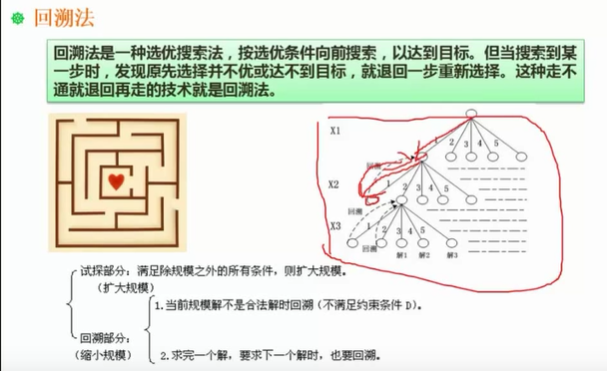 回溯法
回溯法是一种选优搜索法，按选优条件向前搜索，以达到目标。但当搜索到某
一步时，发现原先选择并不优或达不到目标，就退回一步重新选择。这种走不
通就退回再走的技术就是回溯法。
X1
1 2 3 4 5
回溯
X2
1 2 3 4 5
回溯
X3
1 2 3 4 5
回溯 解1 解2 解3
试探部分：满足除规模之外的所有条件，则扩大规模。
（扩大规模）
1.当前规模解不是合法解时回溯（不满足约束条件 D）。
回溯部分：
（缩小规模） 2.求完一个解，要求下一个解时，也要回溯。